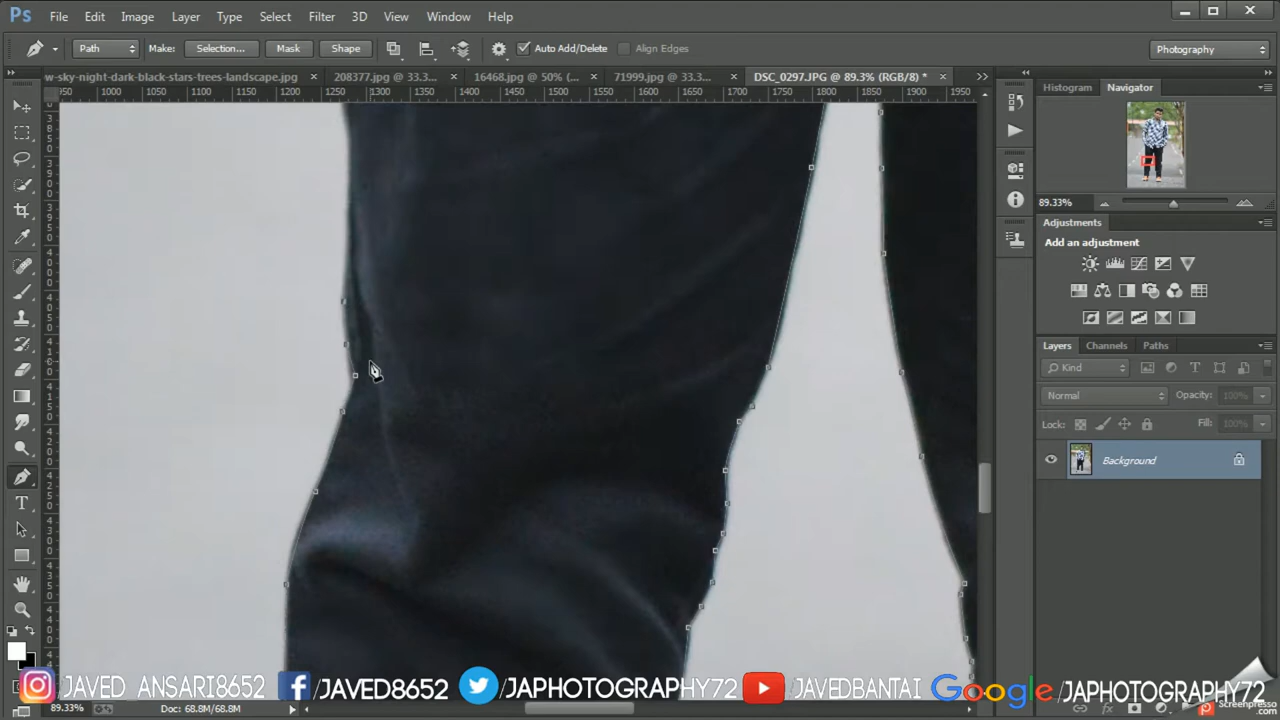 Ps File Edit Image Layer Type Select Filter 3D View Window Help
Path Make: Selection... Mask Shape Auto Add/Delete Align Edges Photography
w-sky-night-dark-black-stars-trees-landscape.jpg × 208377.jpg @ 33.3... × 16468.jpg @ 50% (... × 71999.jpg @ 33.3... × DSC_0297.JPG @ 89.3% (RGB/8) * ×
950 1000 1050 1100 1150 1200 1250 1300 1350 1400 1450 1500 1550 1600 1650 1700 1750 1800 1850 1900 1950
Histogram Navigator
89.33%
Adjustments
Add an adjustment
Layers Channels Paths
Kind
Normal Opacity: 100%
Lock: Fill: 100%
Background
JAVED ANSARI8652 /JAVED8652 /JAPHOTOGRAPHY72 JAVEDBANTAI Google /JAPHOTOGRAPHY72
89.33% Doc: 68.8M/68.8M
Screenpresso
.com